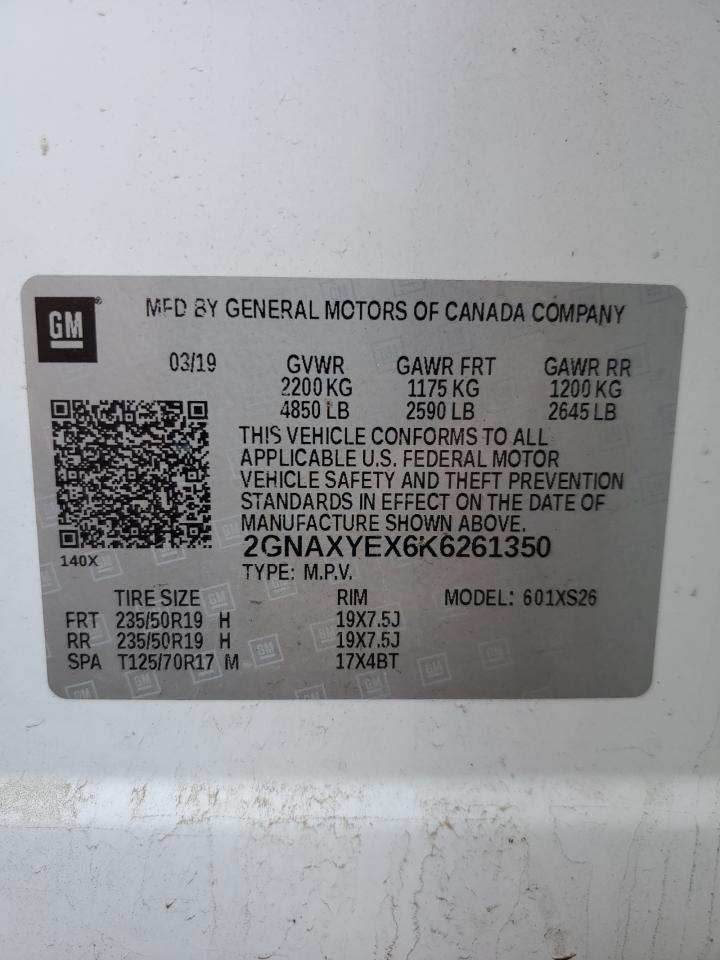 GM ® MFD BY GENERAL MOTORS OF CANADA COMPANY
03/19 GVWR GAWR FRT GAWR RR
2200 KG 1175 KG 1200 KG
4850 LB 2590 LB 2645 LB
THIS VEHICLE CONFORMS TO ALL
APPLICABLE U.S. FEDERAL MOTOR
VEHICLE SAFETY AND THEFT PREVENTION
STANDARDS IN EFFECT ON THE DATE OF
MANUFACTURE SHOWN ABOVE.
2GNAXYEX6K6261350
140X TYPE: M.P.V.
TIRE SIZE RIM MODEL: 601XS26
FRT 235/50R19 H 19X7.5J
RR 235/50R19 H 19X7.5J
SPA T125/70R17 M 17X4BT